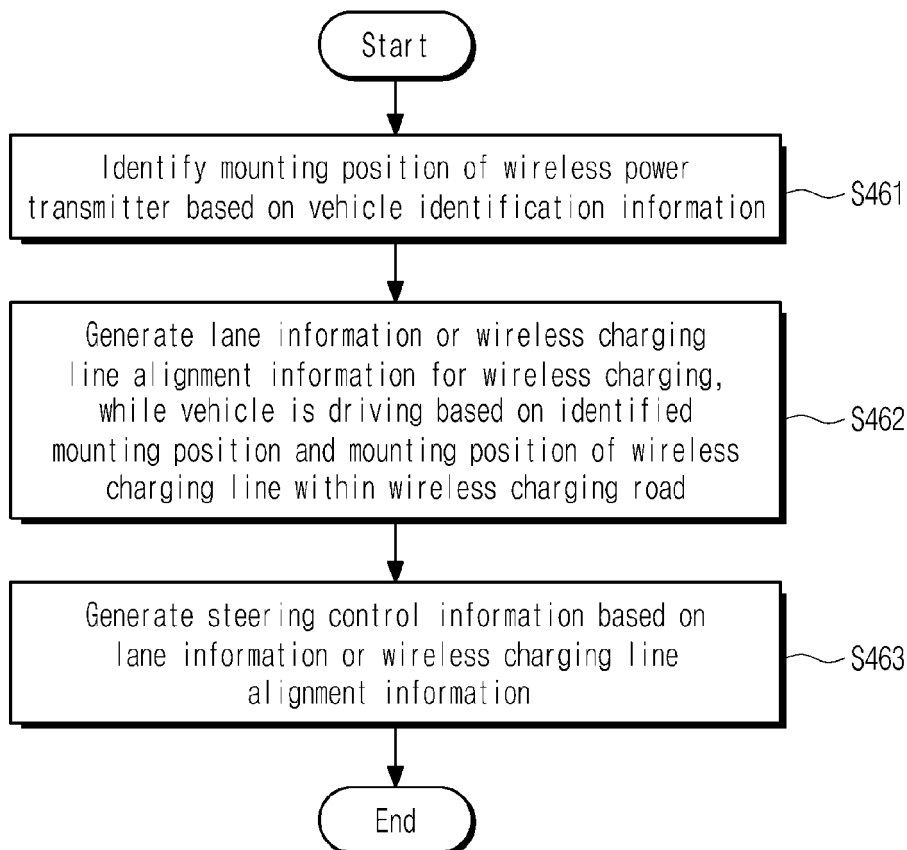 Start
Identify mounting position of wireless power
transmitter based on vehicle identification information
S461
Generate lane information or wireless charging
line alignment information for wireless charging,
while vehicle is driving based on identified
mounting position and mounting position of wireless
charging line within wireless charging road
S462
Generate steering control information based on
lane information or wireless charging line
alignment information
S463
End